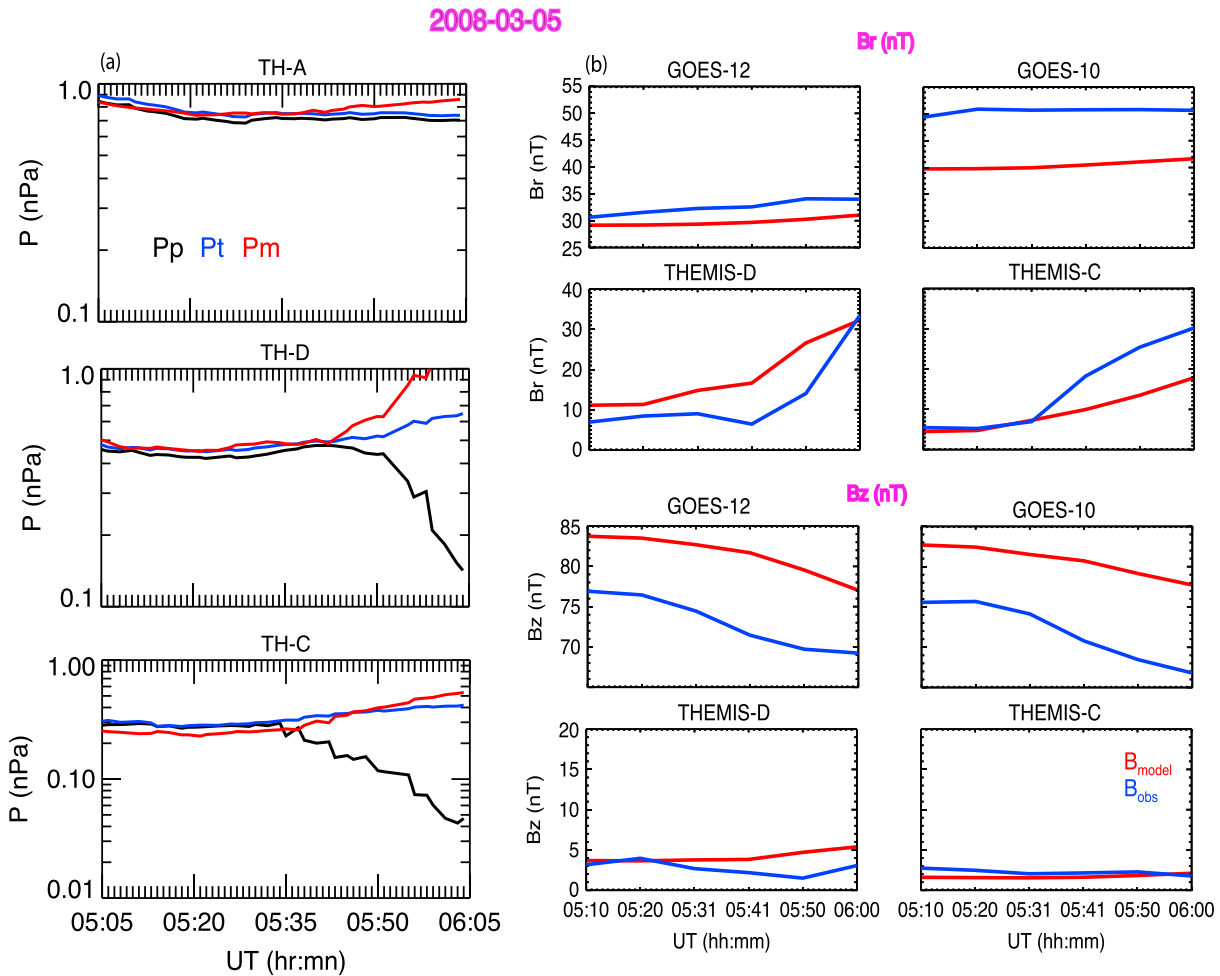 2008-03-05
(a)
TH-A
1.0
0.1
P (nPa)
Pp Pt Pm
TH-D
1.0
0.1
P (nPa)
TH-C
1.00
0.10
0.01
P (nPa)
05:05 05:20 05:35 05:50 06:05
UT (hr:mn)
Br (nT)
(b)
GOES-12
GOES-10
55
50
45
40
35
30
25
Br (nT)
THEMIS-D
THEMIS-C
40
30
20
10
0
Br (nT)
Bz (nT)
GOES-12
GOES-10
85
80
75
70
Bz (nT)
THEMIS-D
THEMIS-C
20
15
10
5
0
Bz (nT)
Bmodel
Bobs
05:10 05:20 05:31 05:41 05:50 06:00
05:10 05:20 05:31 05:41 05:50 06:00
UT (hh:mm)
UT (hh:mm)